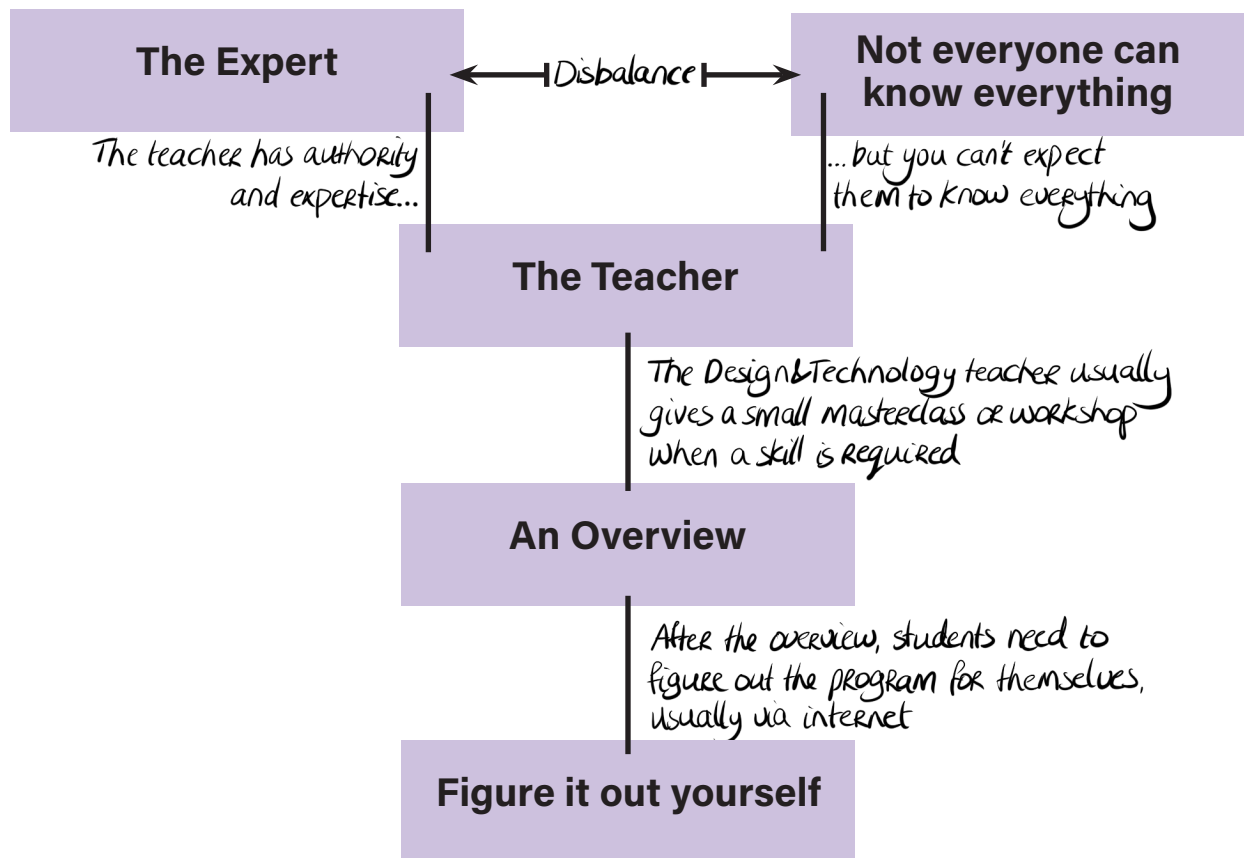 The Expert
Disbalance
Not everyone can
know everything
The teacher has authority
and expertise...
...but you can't expect
them to know everything
The Teacher
The Design&Technology teacher usually
gives a small masterclass or workshop
when a skill is required
An Overview
After the overview, students need to
figure out the program for themselves,
usually via internet
Figure it out yourself